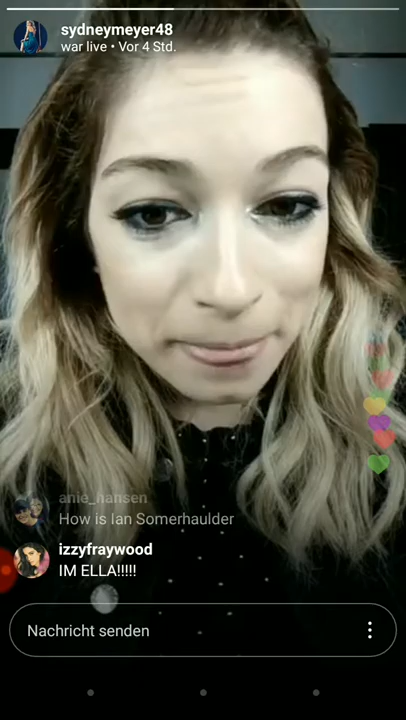 sydneymeyer48
war live • Vor 4 Std.
anie_hansen
How is Ian Somerhaulder
izzyfraywood
IM ELLA!!!!!
Nachricht senden